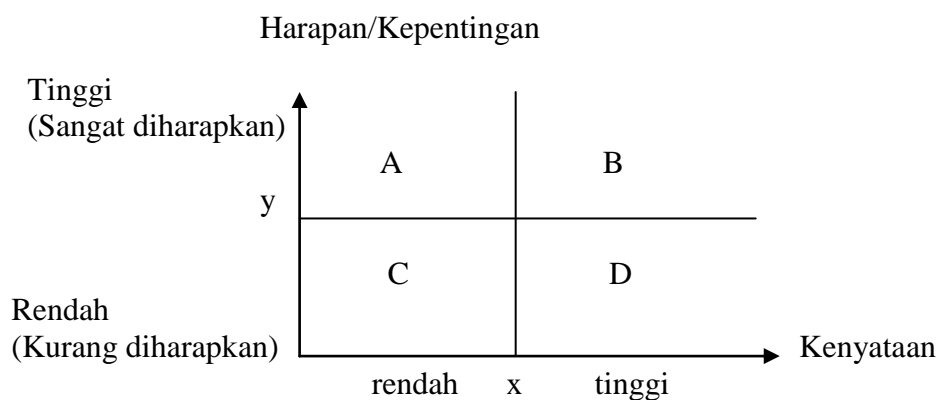 Harapan/Kepentingan
Tinggi
(Sangat diharapkan)
A B
y
C D
Rendah
(Kurang diharapkan)
Kenyataan
rendah x tinggi